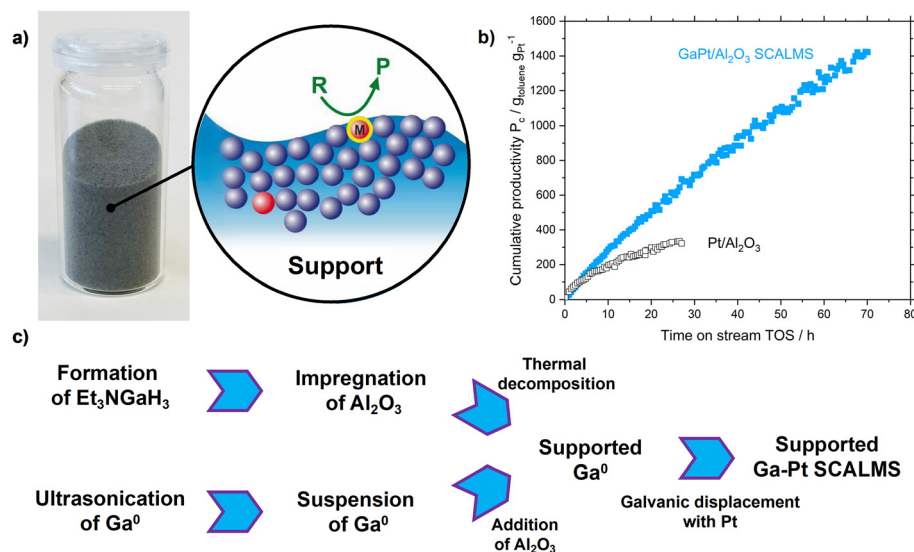 a)
R
P
M
Support
b)
1600
1400
1200
1000
800
600
400
200
0
0 10 20 30 40 50 60 70 80
Cumulative productivity P_c / g_toluene g_Pt^-1
Time on stream TOS / h
GaPt/Al₂O₃ SCALMS
Pt/Al₂O₃
c)
Formation
of Et₃NGaH₃
Impregnation
of Al₂O₃
Thermal
decomposition
Ultrasonication
of Ga⁰
Suspension
of Ga⁰
Addition
of Al₂O₃
Supported
Ga⁰
Galvanic displacement
with Pt
Supported
Ga-Pt SCALMS